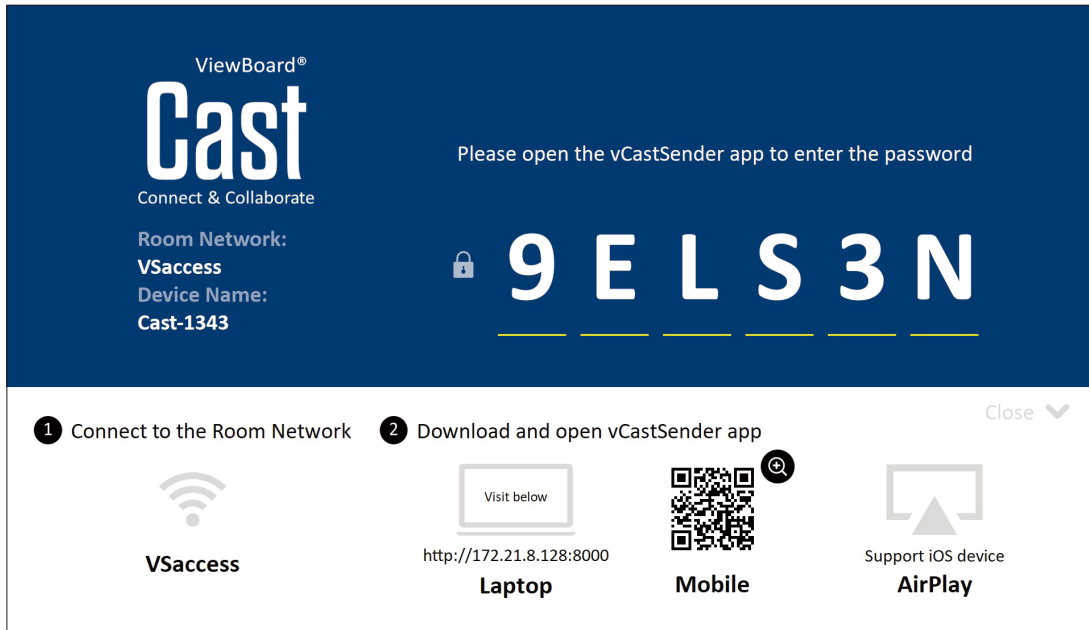 ViewBoard®
Cast
Connect & Collaborate
Room Network:
VSaccess
Device Name:
Cast-1343
Please open the vCastSender app to enter the password
9 E L S 3 N
Close
1 Connect to the Room Network
VSaccess
2 Download and open vCastSender app
Visit below
http://172.21.8.128:8000
Laptop
Mobile
Support iOS device
AirPlay